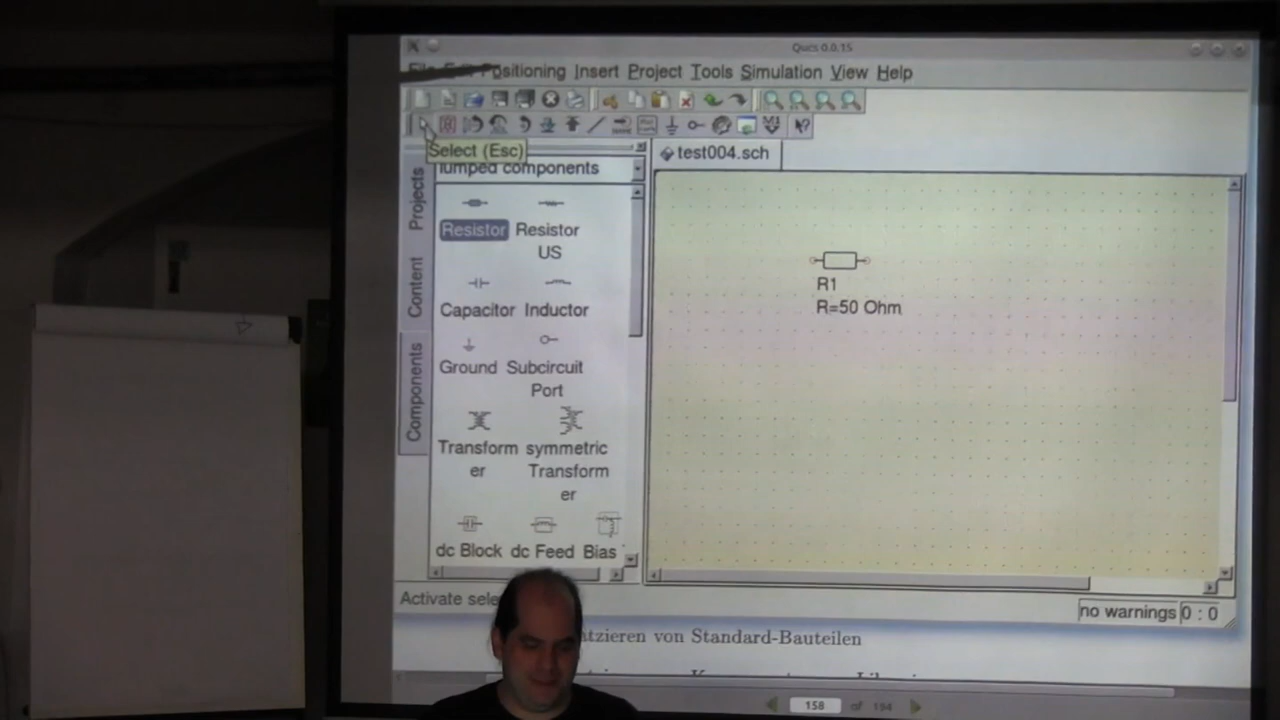 Qucs 0.0.15
Positioning Insert Project Tools Simulation View Help
Select (Esc)
lumped components
test004.sch
Projects
Content
Components
Resistor Resistor
US
Capacitor Inductor
Ground Subcircuit
Port
Transform symmetric
er Transform
er
dc Block dc Feed Bias
R1
R=50 Ohm
Activate sele
no warnings 0 : 0
tzieren von Standard-Bauteilen
158 of 194